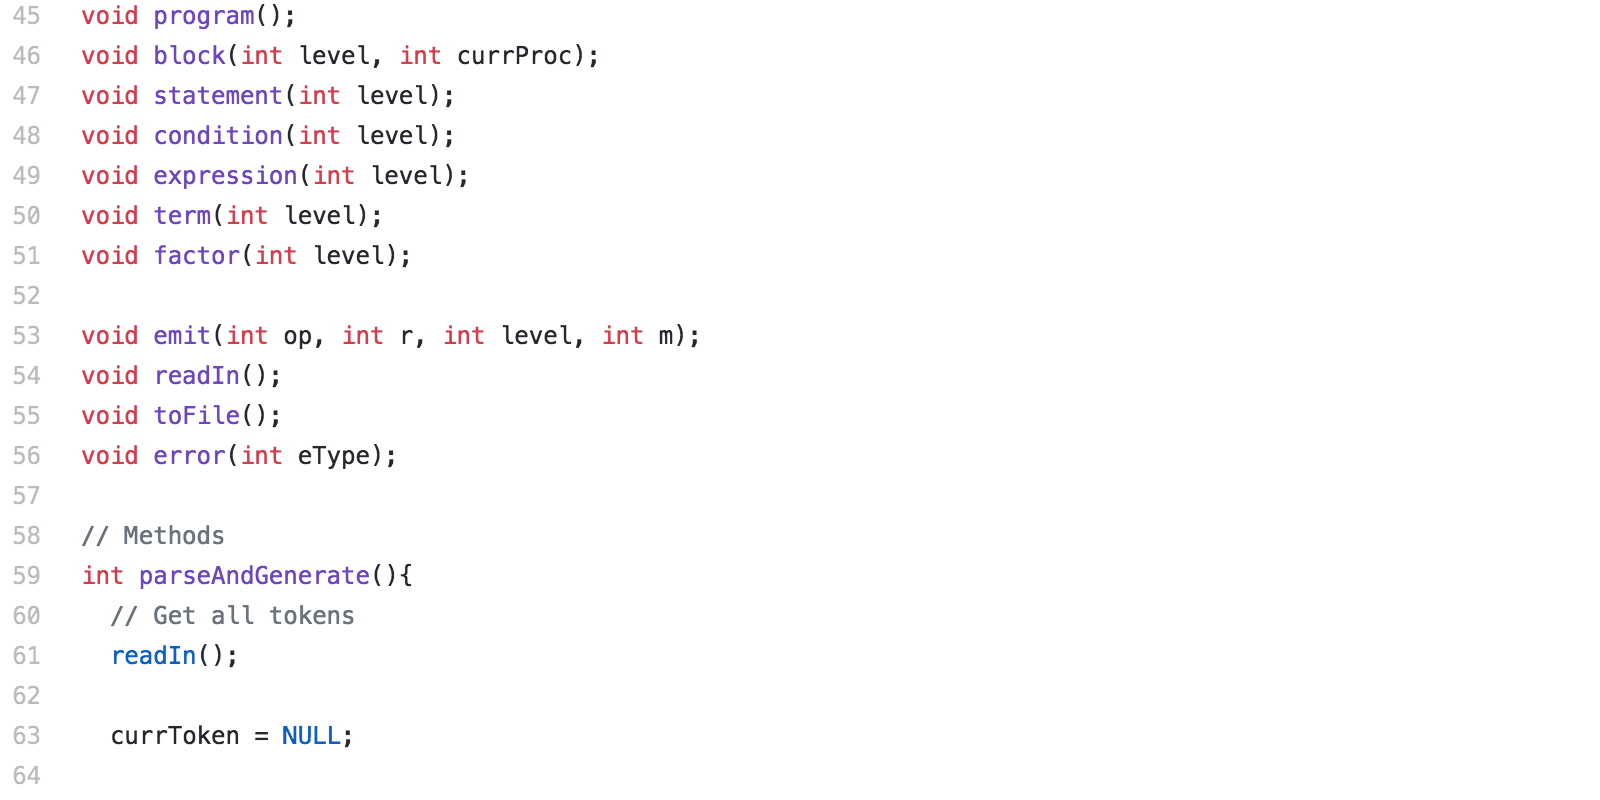 45 void program();
46 void block(int level, int currProc);
47 void statement(int level);
48 void condition(int level);
49 void expression(int level);
50 void term(int level);
51 void factor(int level);
52
53 void emit(int op, int r, int level, int m);
54 void readIn();
55 void toFile();
56 void error(int eType);
57
58 // Methods
59 int parseAndGenerate(){
60   // Get all tokens
61   readIn();
62
63   currToken = NULL;
64